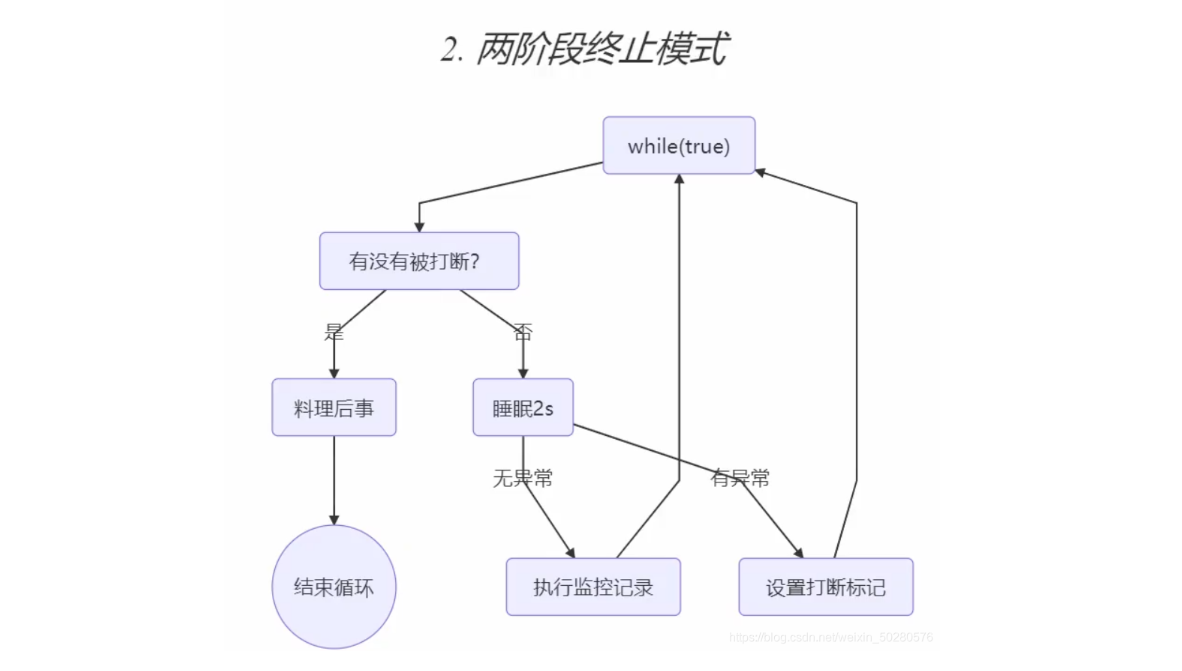 2. 两阶段终止模式
while(true)
有没有被打断?
是
否
料理后事
睡眠2s
无异常
有异常
结束循环
执行监控记录
设置打断标记
https://blog.csdn.net/weixin_50280576